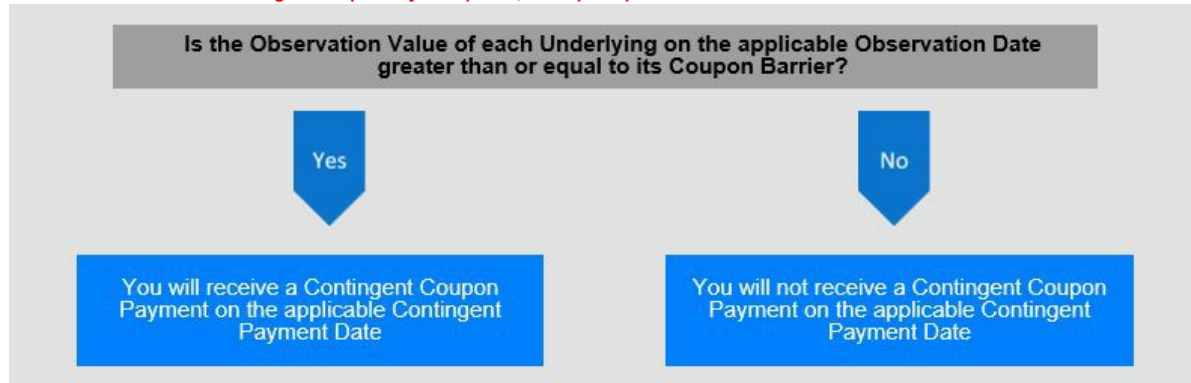 Is the Observation Value of each Underlying on the applicable Observation Date
greater than or equal to its Coupon Barrier?
Yes
No
You will receive a Contingent Coupon
Payment on the applicable Contingent
Payment Date
You will not receive a Contingent Coupon
Payment on the applicable Contingent
Payment Date